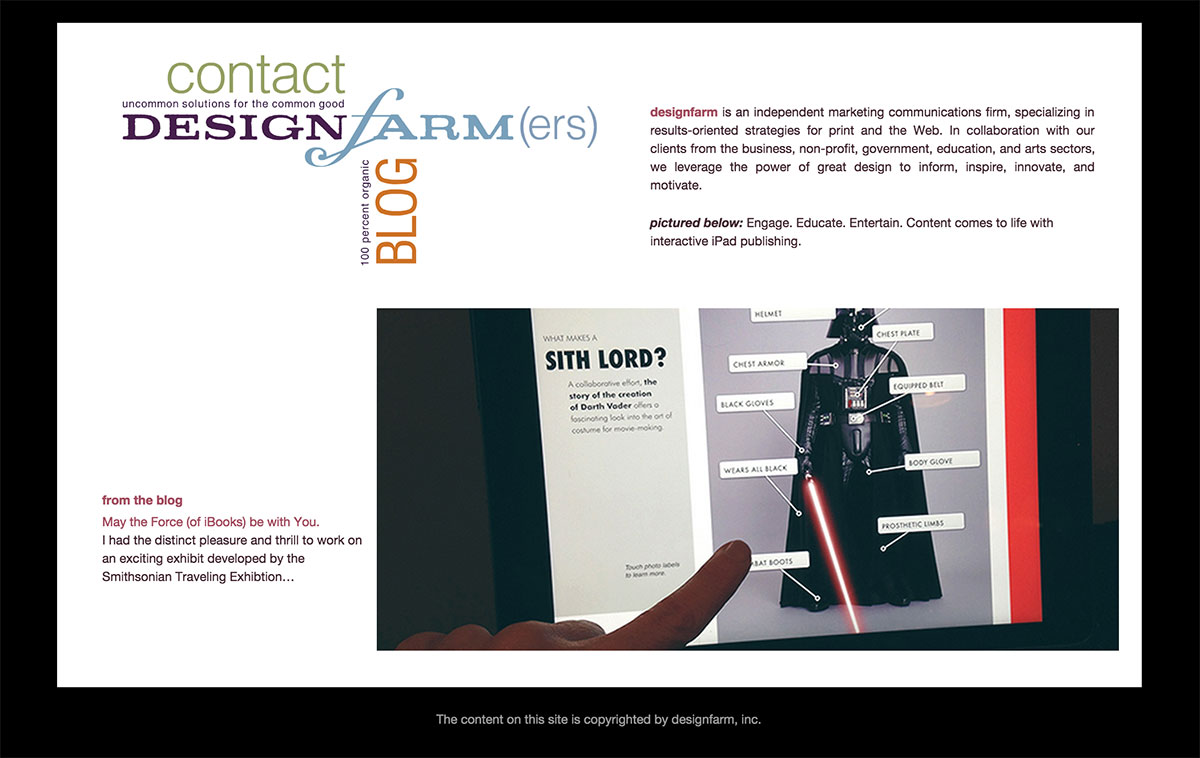 contact
uncommon solutions for the common good
DESIGNfARM(ers)
100 percent organic
BLOG
designfarm is an independent marketing communications firm, specializing in
results-oriented strategies for print and the Web. In collaboration with our
clients from the business, non-profit, government, education, and arts sectors,
we leverage the power of great design to inform, inspire, innovate, and
motivate.
pictured below: Engage. Educate. Entertain. Content comes to life with
interactive iPad publishing.
WHAT MAKES A
SITH LORD?
A collaborative effort, the
story of the creation
of Darth Vader offers a
fascinating look into the art of
costume for movie-making.
Touch photo labels
to learn more.
HELMET
CHEST PLATE
CHEST ARMOR
EQUIPPED BELT
BLACK GLOVES
BODY GLOVE
WEARS ALL BLACK
PROSTHETIC LIMBS
BAT BOOTS
from the blog
May the Force (of iBooks) be with You.
I had the distinct pleasure and thrill to work on
an exciting exhibit developed by the
Smithsonian Traveling Exhibtion…
The content on this site is copyrighted by designfarm, inc.